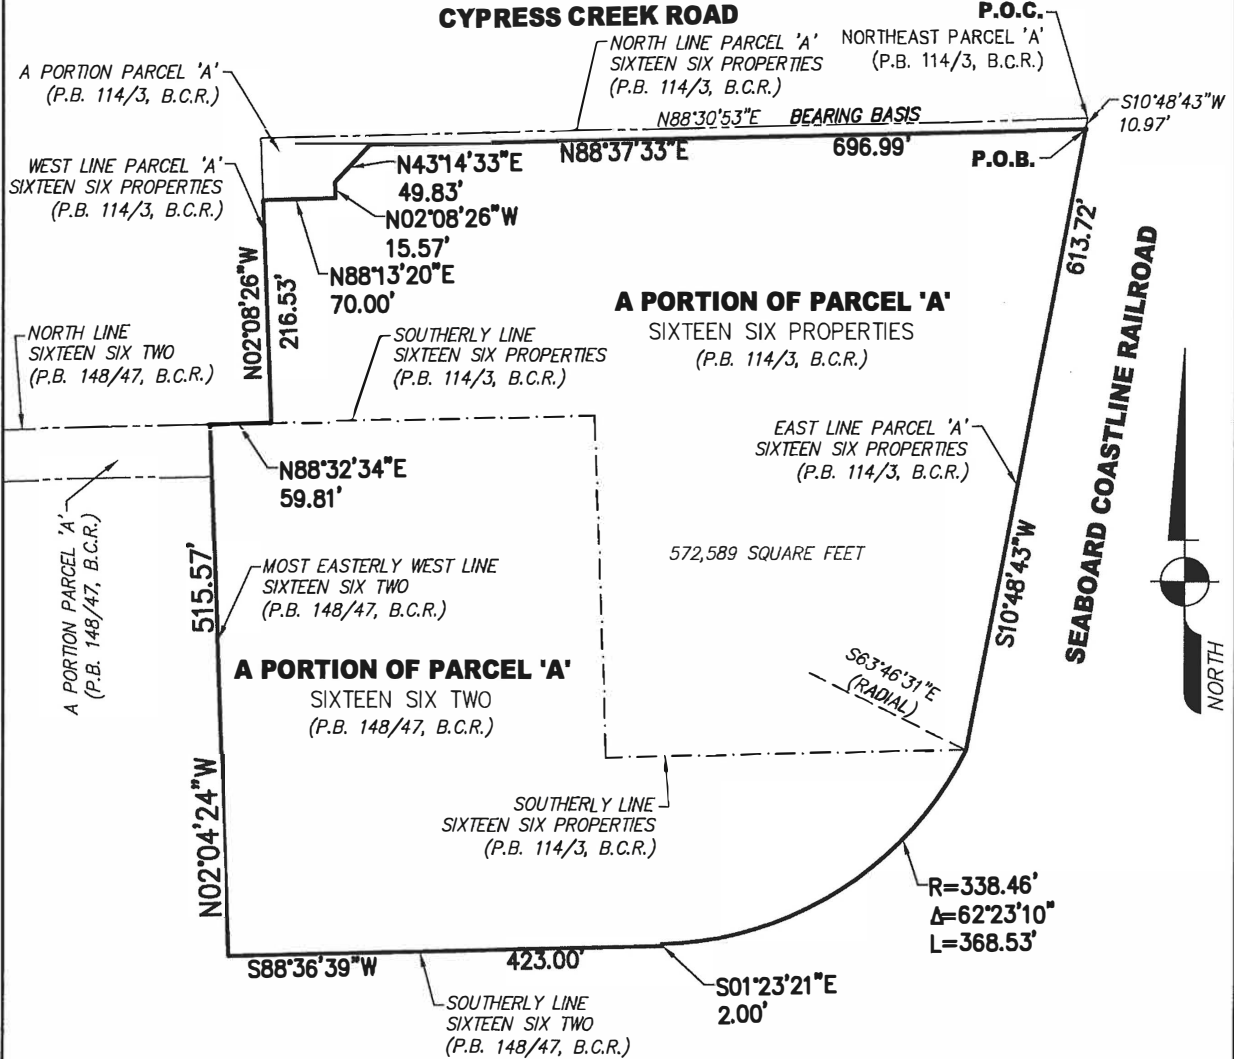 CYPRESS CREEK ROAD
P.O.C.
NORTHEAST PARCEL 'A'
(P.B. 114/3, B.C.R.)
NORTH LINE PARCEL 'A'
SIXTEEN SIX PROPERTIES
(P.B. 114/3, B.C.R.)
A PORTION PARCEL 'A'
(P.B. 114/3, B.C.R.)
S10°48'43"W
10.97'
N88°30'53"E BEARING BASIS
N88°37'33"E 696.99'
P.O.B.
WEST LINE PARCEL 'A'
SIXTEEN SIX PROPERTIES
(P.B. 114/3, B.C.R.)
N43°14'33"E
49.83'
N02°08'26"W
15.57'
N88°13'20"E
70.00'
N02°08'26"W
216.53'
613.72'
SEABOARD COASTLINE RAILROAD
A PORTION OF PARCEL 'A'
SIXTEEN SIX PROPERTIES
(P.B. 114/3, B.C.R.)
NORTH LINE
SIXTEEN SIX TWO
(P.B. 148/47, B.C.R.)
SOUTHERLY LINE
SIXTEEN SIX PROPERTIES
(P.B. 114/3, B.C.R.)
EAST LINE PARCEL 'A'
SIXTEEN SIX PROPERTIES
(P.B. 114/3, B.C.R.)
N88°32'34"E
59.81'
A PORTION PARCEL 'A'
(P.B. 148/47, B.C.R.)
515.57'
MOST EASTERLY WEST LINE
SIXTEEN SIX TWO
(P.B. 148/47, B.C.R.)
572,589 SQUARE FEET
S10°48'43"W
A PORTION OF PARCEL 'A'
SIXTEEN SIX TWO
(P.B. 148/47, B.C.R.)
S63°46'31"E
(RADIAL)
NORTH
N02°04'24"W
SOUTHERLY LINE
SIXTEEN SIX PROPERTIES
(P.B. 114/3, B.C.R.)
R=338.46'
Δ=62°23'10"
L=368.53'
S88°36'39"W 423.00'
S01°23'21"E
2.00'
SOUTHERLY LINE
SIXTEEN SIX TWO
(P.B. 148/47, B.C.R.)